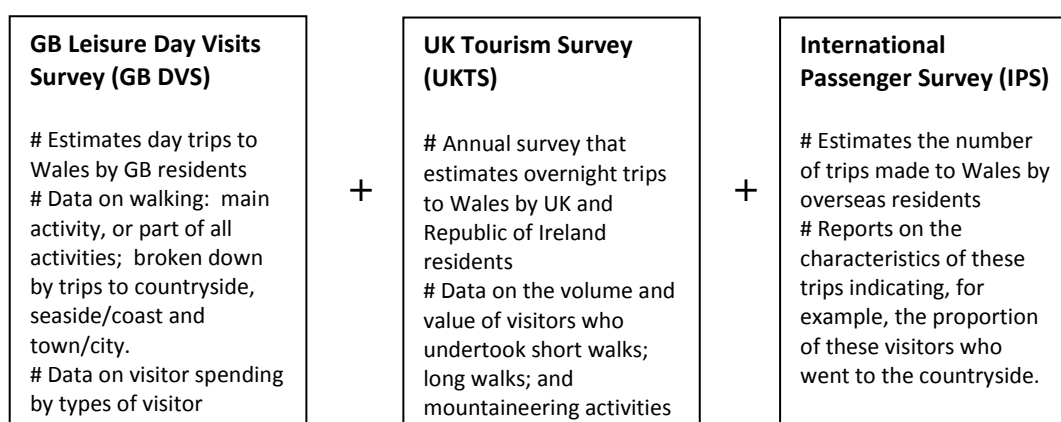 GB Leisure Day Visits
Survey (GB DVS)
# Estimates day trips to
Wales by GB residents
# Data on walking:  main
activity, or part of all
activities;  broken down
by trips to countryside,
seaside/coast and
town/city.
# Data on visitor spending
by types of visitor
+
UK Tourism Survey
(UKTS)
# Annual survey that
estimates overnight trips
to Wales by UK and
Republic of Ireland
residents
# Data on the volume and
value of visitors who
undertook short walks;
long walks; and
mountaineering activities
+
International
Passenger Survey (IPS)
# Estimates the number
of trips made to Wales by
overseas residents
# Reports on the
characteristics of these
trips indicating, for
example, the proportion
of these visitors who
went to the countryside.